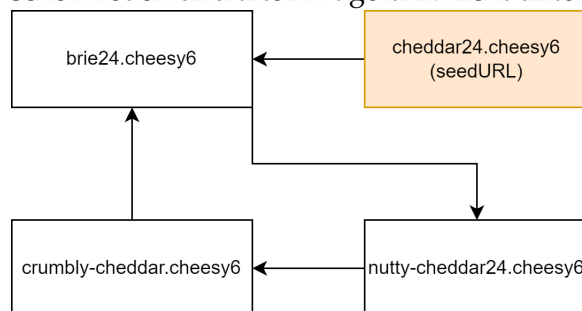 brie24.cheesy6
cheddar24.cheesy6
(seedURL)
crumbly-cheddar.cheesy6
nutty-cheddar24.cheesy6